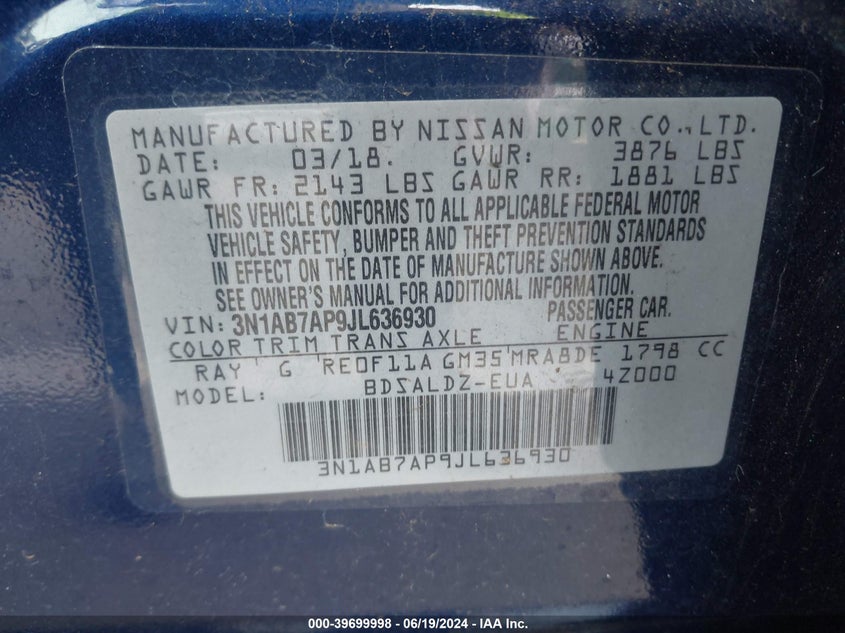 MANUFACTURED BY NISSAN MOTOR CO., LTD.
DATE: 03/18. GVWR: 3876 LBS
GAWR FR: 2143 LBS GAWR RR: 1881 LBS
THIS VEHICLE CONFORMS TO ALL APPLICABLE FEDERAL MOTOR
VEHICLE SAFETY, BUMPER AND THEFT PREVENTION STANDARDS
IN EFFECT ON THE DATE OF MANUFACTURE SHOWN ABOVE.
SEE OWNER'S MANUAL FOR ADDITIONAL INFORMATION.
VIN: 3N1AB7AP9JL636930 PASSENGER CAR.
COLOR TRIM TRANS AXLE ENGINE
RAY G RE0F11A GM35 MRA8DE 1798 CC
MODEL: BDSALDZ-EUA 4Z000
3N1AB7AP9JL636930
000-39699998 - 06/19/2024 - IAA Inc.